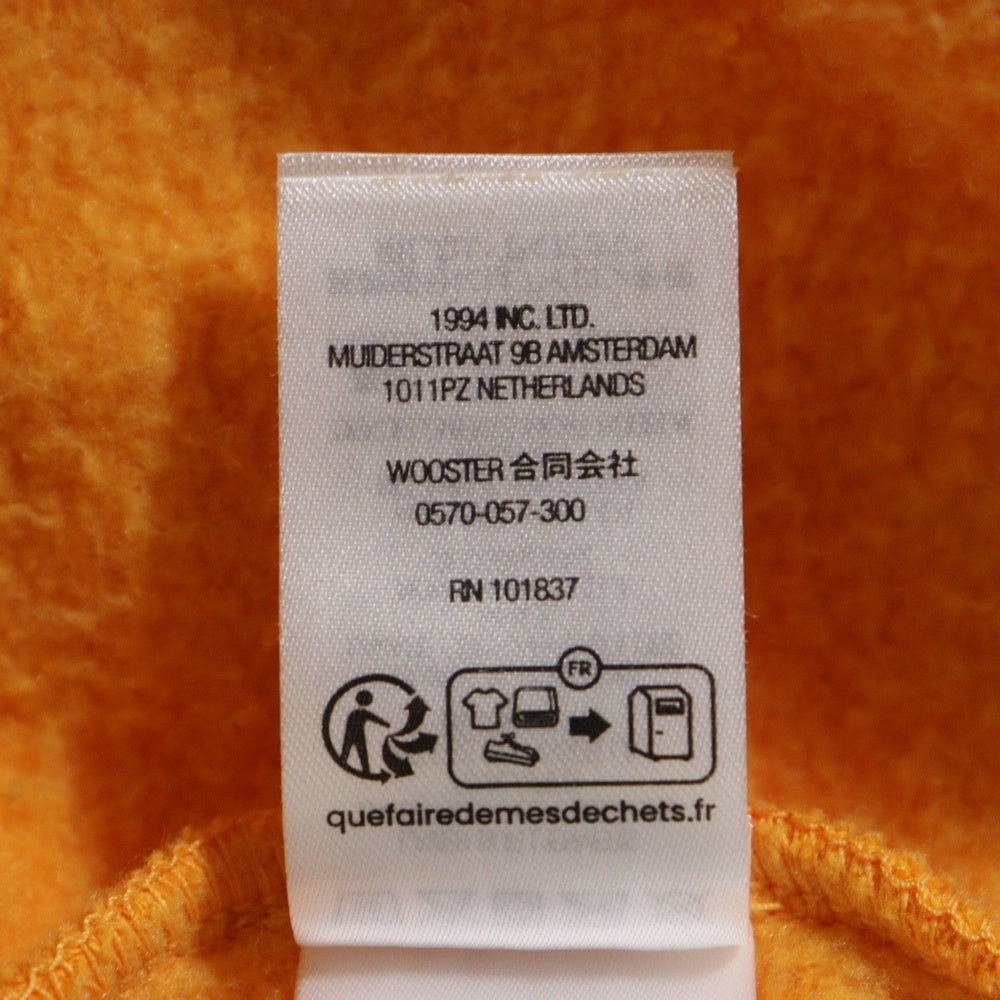 1994 INC. LTD.
MUIDERSTRAAT 9B AMSTERDAM
1011PZ NETHERLANDS
WOOSTER 合同会社
0570-057-300
RN 101837
FR
quefairedemesdechets.fr